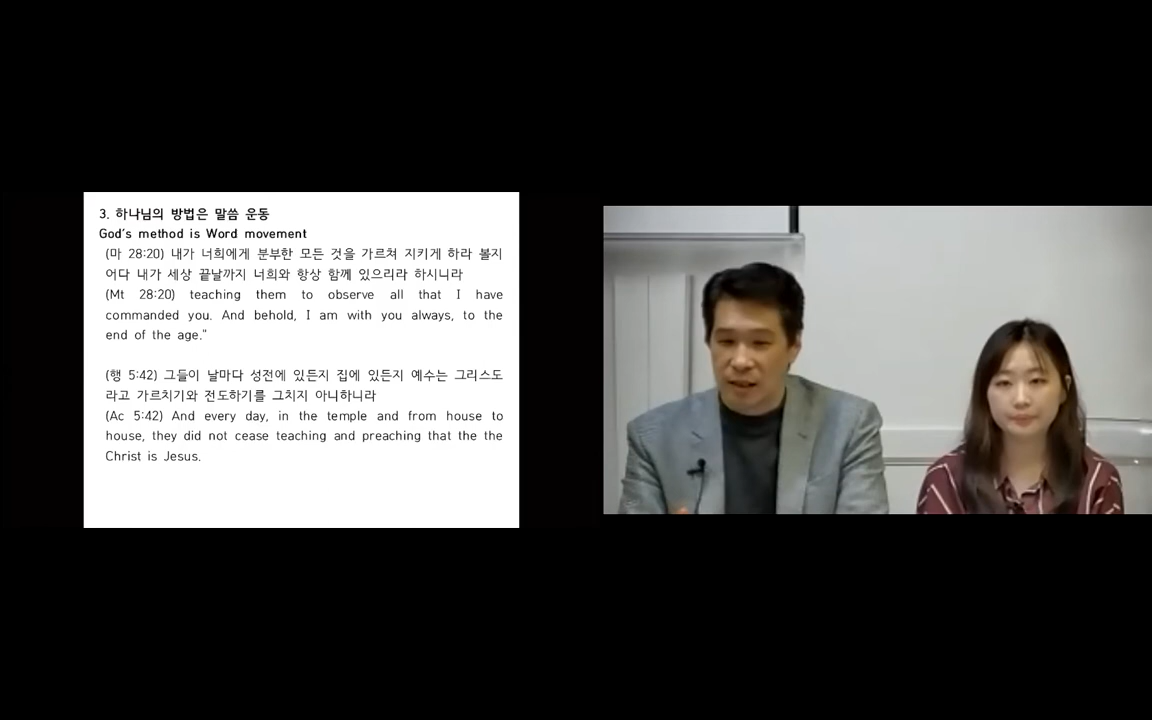 3. 하나님의 방법은 말씀 운동
God's method is Word movement
(마 28:20) 내가 너희에게 분부한 모든 것을 가르쳐 지키게 하라 볼지
어다 내가 세상 끝날까지 너희와 항상 함께 있으리라 하시니라
(Mt 28:20) teaching them to observe all that I have
commanded you. And behold, I am with you always, to the
end of the age."
(행 5:42) 그들이 날마다 성전에 있든지 집에 있든지 예수는 그리스도
라고 가르치기와 전도하기를 그치지 아니하니라
(Ac 5:42) And every day, in the temple and from house to
house, they did not cease teaching and preaching that the the
Christ is Jesus.